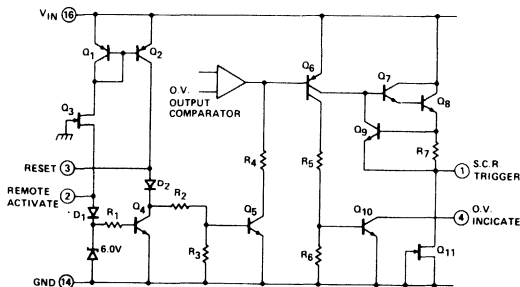 V_IN 16
Q1
Q2
Q3
RESET 3
REMOTE
ACTIVATE 2
D1
R1
6.0V
GND 14
D2
Q4
R2
R3
O.V.
OUTPUT
COMPARATOR
R4
Q5
Q6
R5
R6
Q7
Q8
Q9
R7
1 S.C.R.
TRIGGER
Q10
4 O.V.
INCICATE
Q11